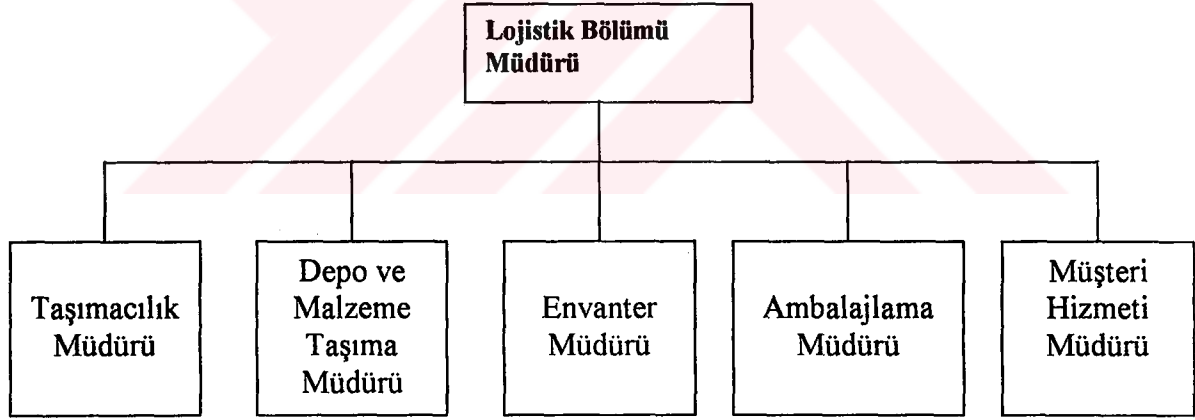 Lojistik Bölümü
Müdürü
Taşımacılık
Müdürü
Depo ve
Malzeme
Taşıma
Müdürü
Envanter
Müdürü
Ambalajlama
Müdürü
Müşteri
Hizmeti
Müdürü